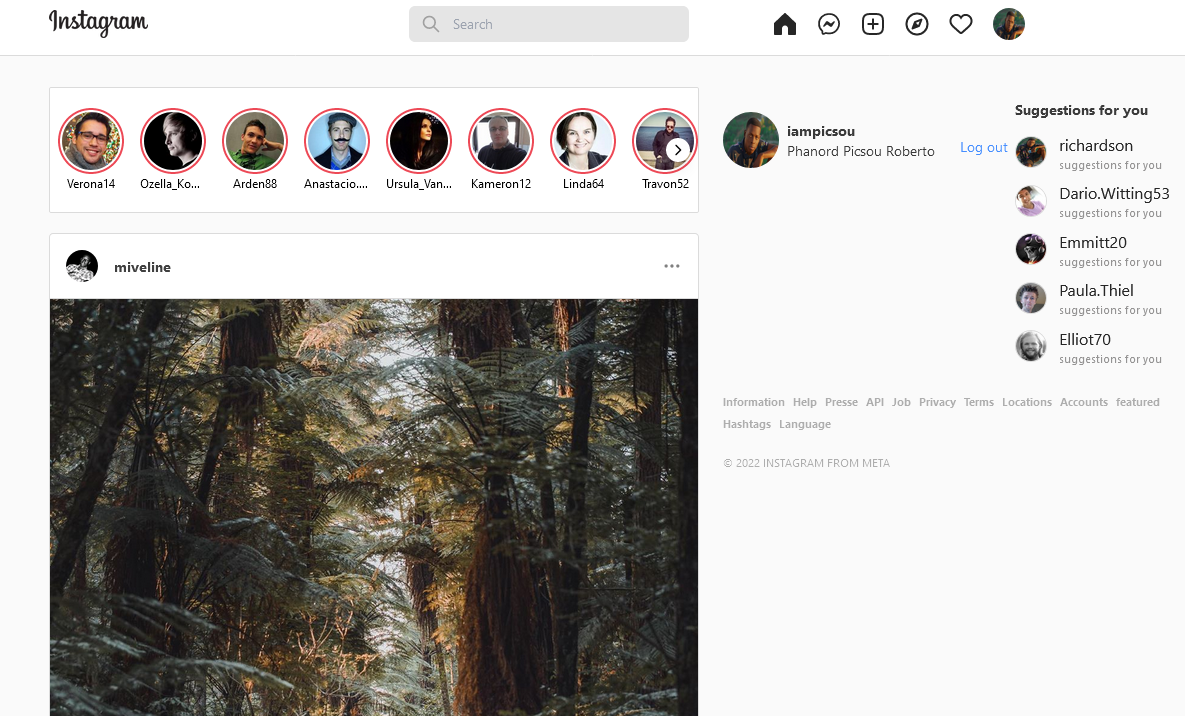 Instagram
Search
Verona14 Ozella_Ko... Arden88 Anastacio.... Ursula_Van... Kameron12 Linda64 Travon52
miveline
iampicsou
Phanord Picsou Roberto
Log out
Suggestions for you
richardson
suggestions for you
Dario.Witting53
suggestions for you
Emmitt20
suggestions for you
Paula.Thiel
suggestions for you
Elliot70
suggestions for you
Information Help Presse API Job Privacy Terms Locations Accounts featured
Hashtags Language
© 2022 INSTAGRAM FROM META